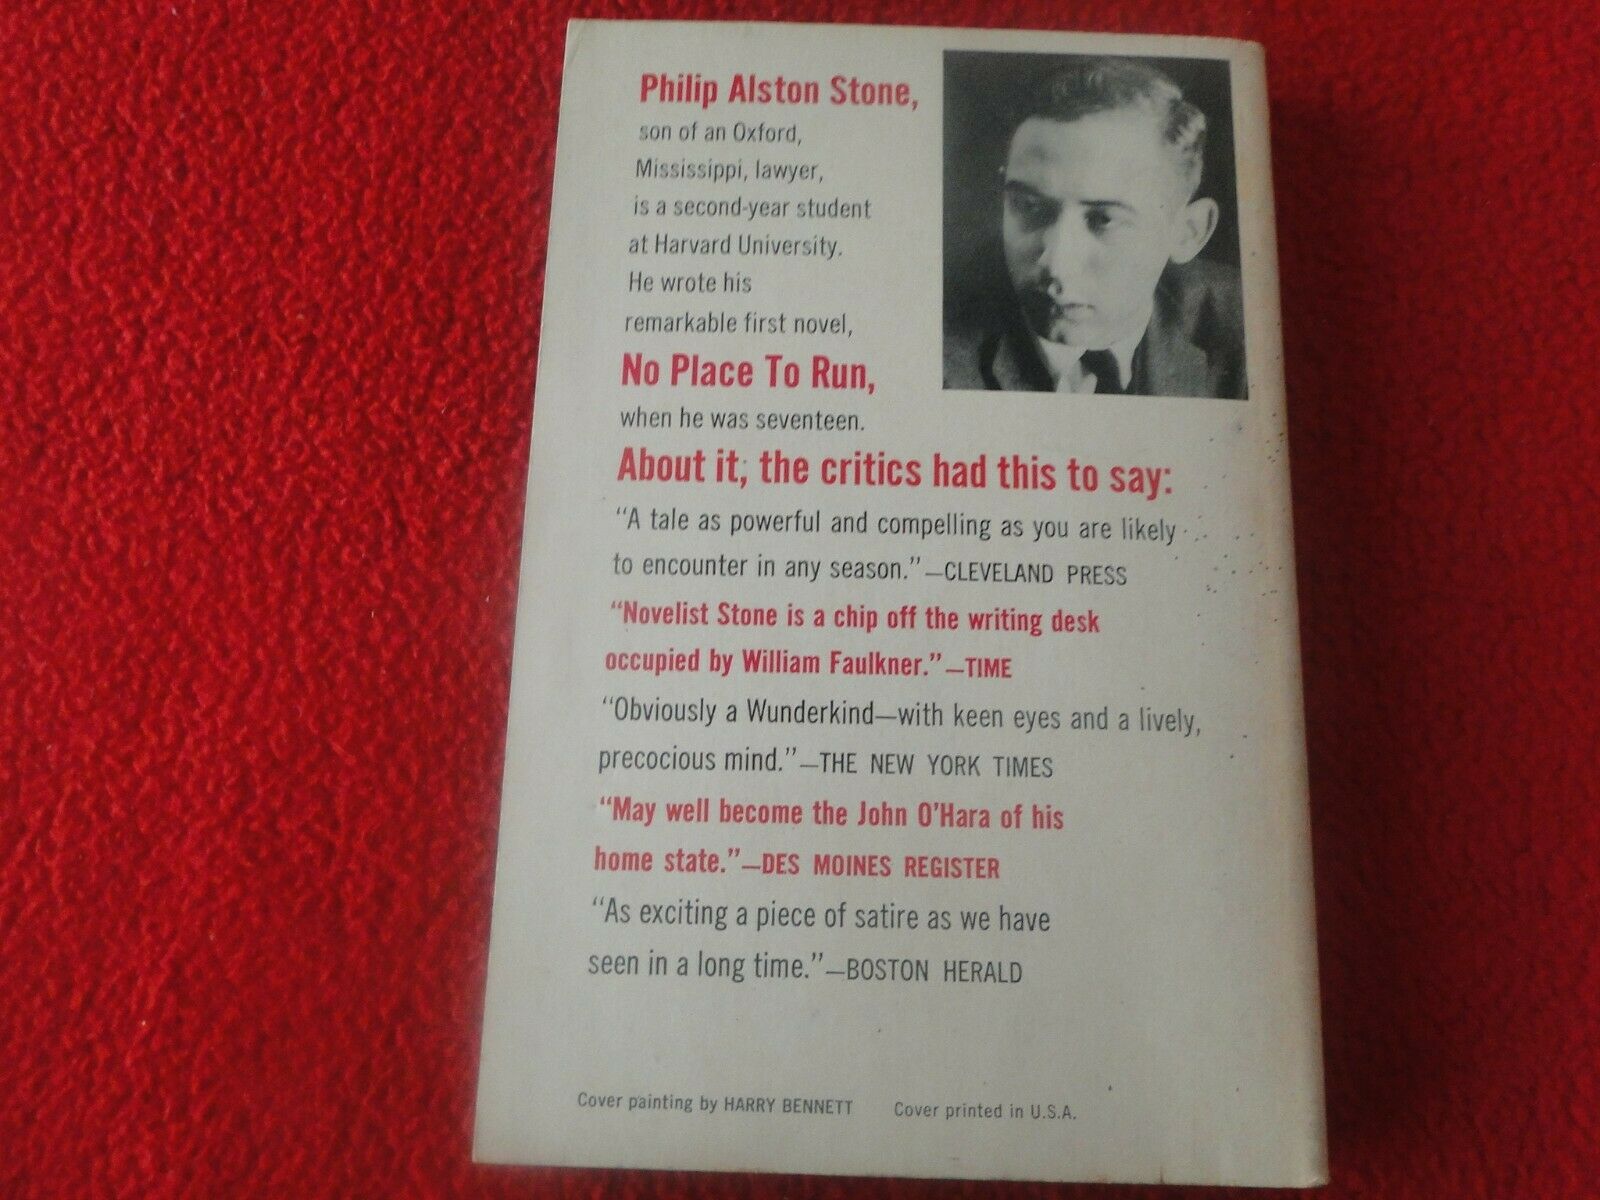 Philip Alston Stone,
son of an Oxford,
Mississippi, lawyer,
is a second-year student
at Harvard University.
He wrote his
remarkable first novel,
No Place To Run,
when he was seventeen.
About it, the critics had this to say:
“A tale as powerful and compelling as you are likely
to encounter in any season.”—CLEVELAND PRESS
“Novelist Stone is a chip off the writing desk
occupied by William Faulkner.”—TIME
“Obviously a Wunderkind—with keen eyes and a lively,
precocious mind.”—THE NEW YORK TIMES
“May well become the John O’Hara of his
home state.”—DES MOINES REGISTER
“As exciting a piece of satire as we have
seen in a long time.”—BOSTON HERALD
Cover painting by HARRY BENNETT Cover printed in U.S.A.